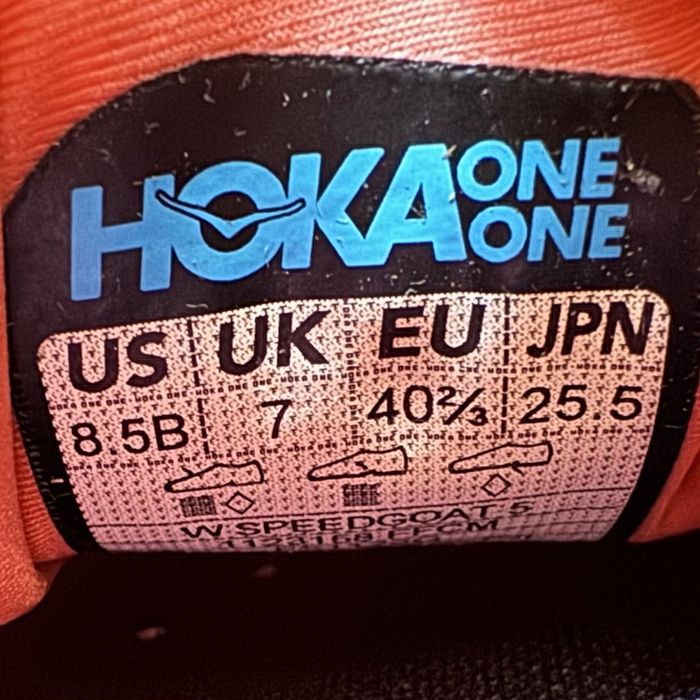 HOKA ONE
ONE
US UK EU JPN
8.5B 7 40⅔ 25.5
W SPEEDGOAT 5